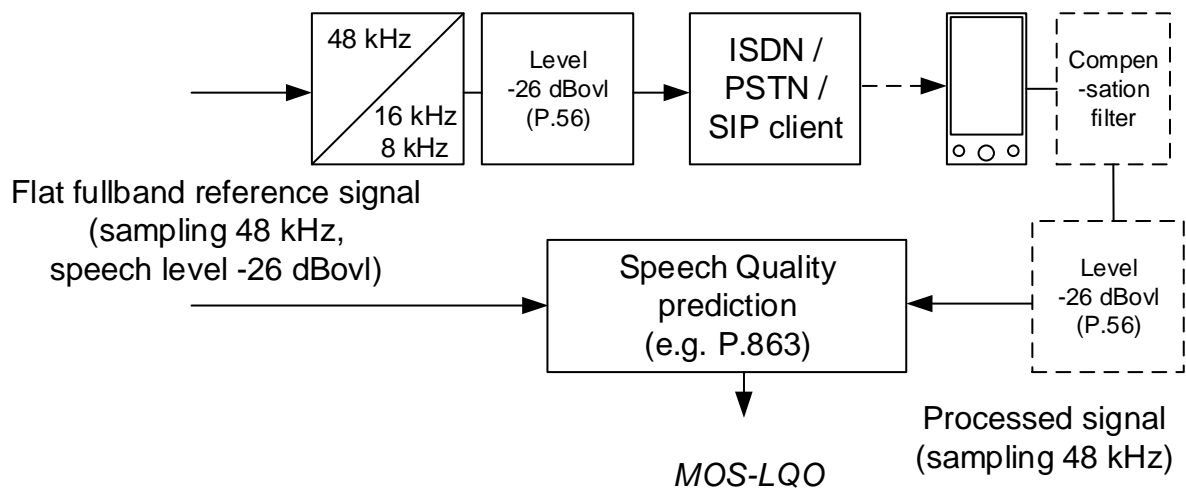 48 kHz
16 kHz
8 kHz
Level
-26 dBovl
(P.56)
ISDN /
PSTN /
SIP client
Compen
-sation
filter
Flat fullband reference signal
(sampling 48 kHz,
speech level -26 dBovl)
Speech Quality
prediction
(e.g. P.863)
Level
-26 dBovl
(P.56)
Processed signal
(sampling 48 kHz)
MOS-LQO